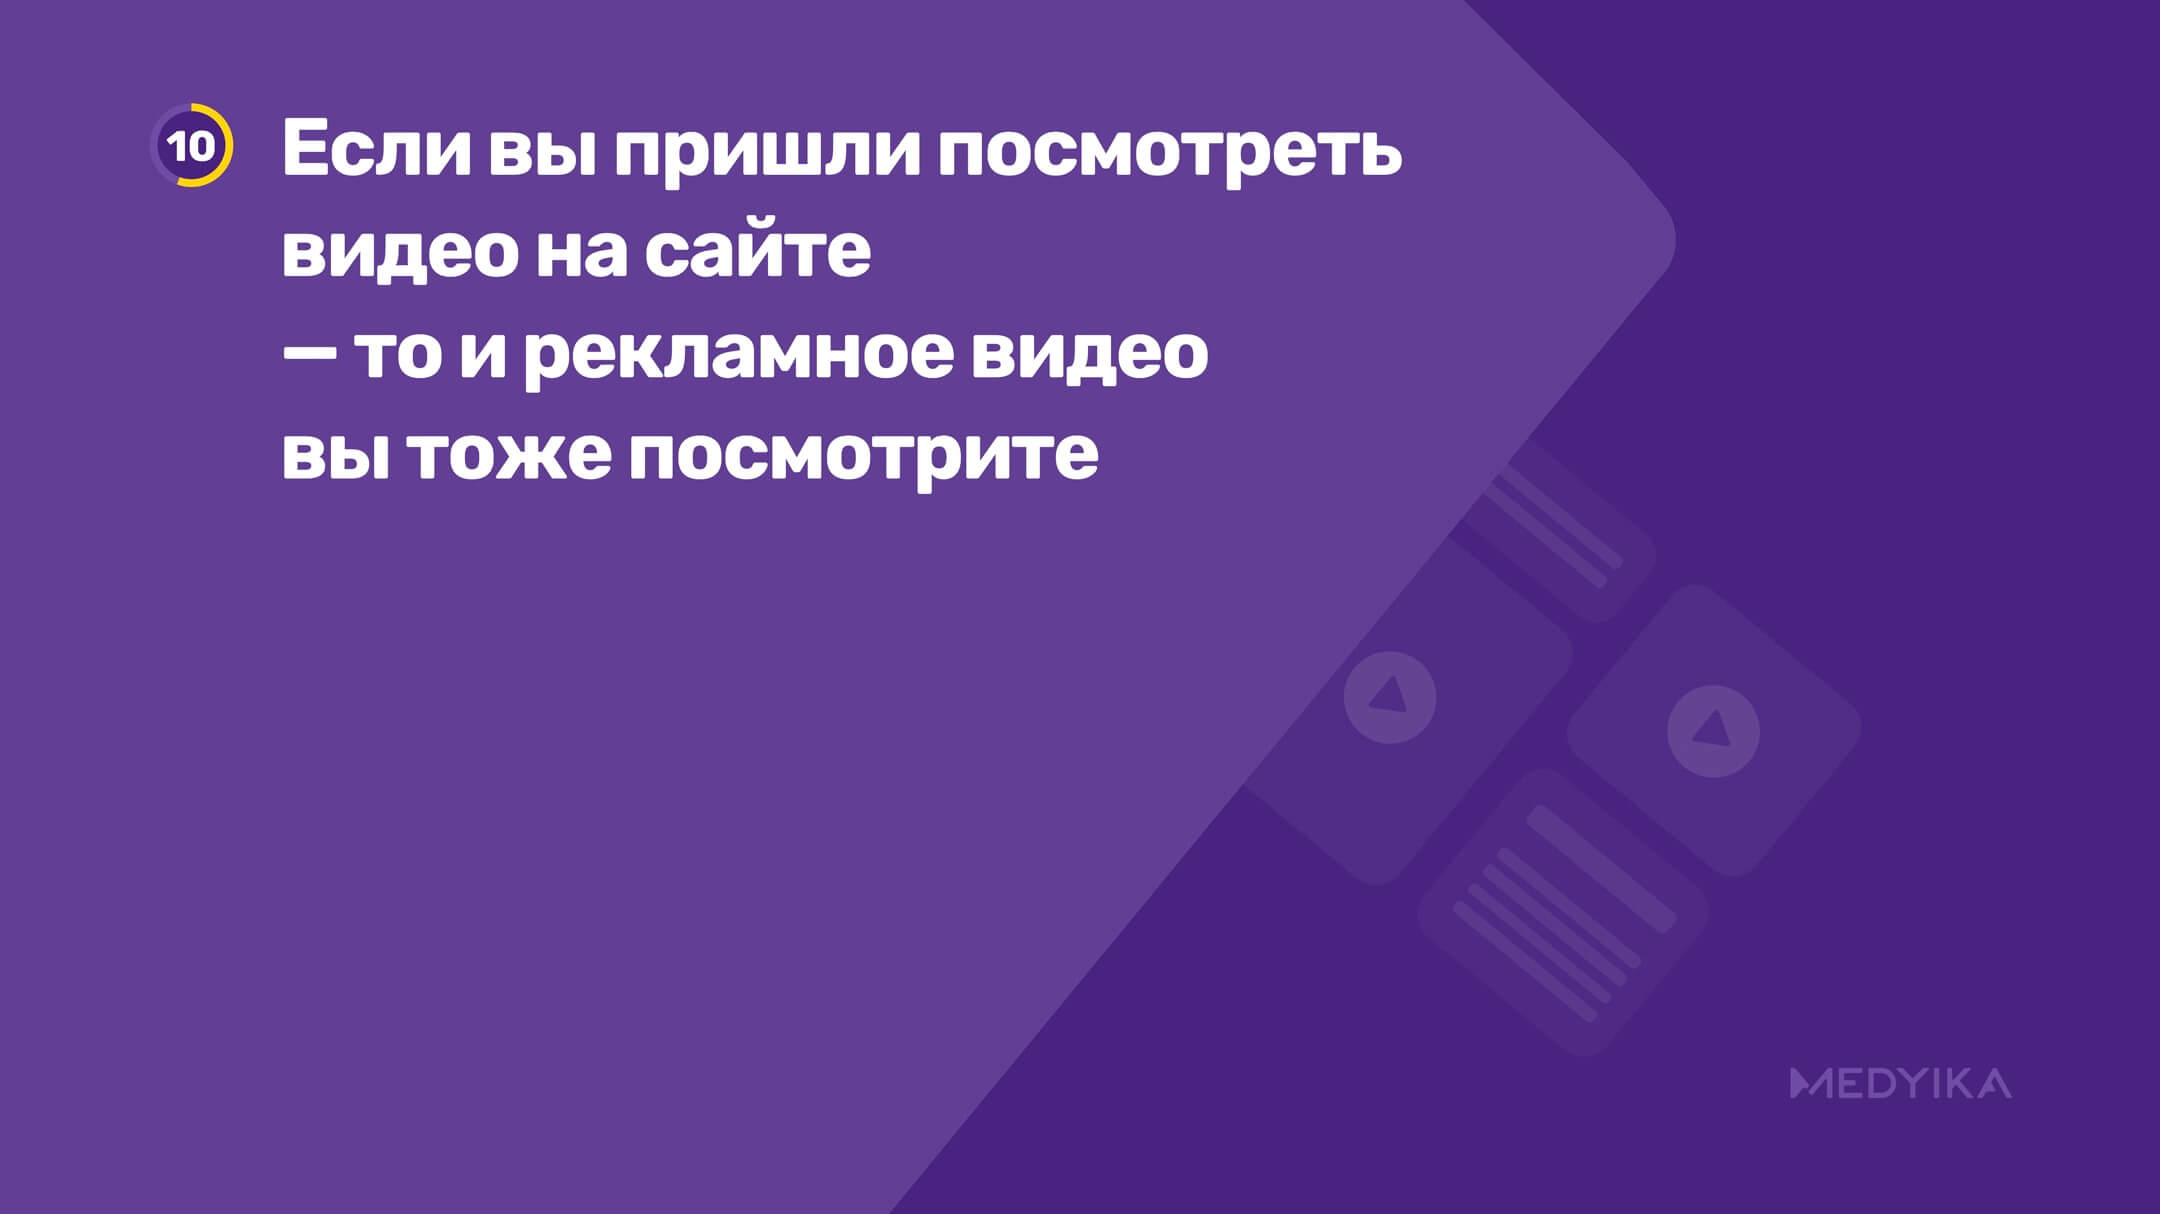 10
Если вы пришли посмотреть
видео на сайте
— то и рекламное видео
вы тоже посмотрите
MEDYIKA